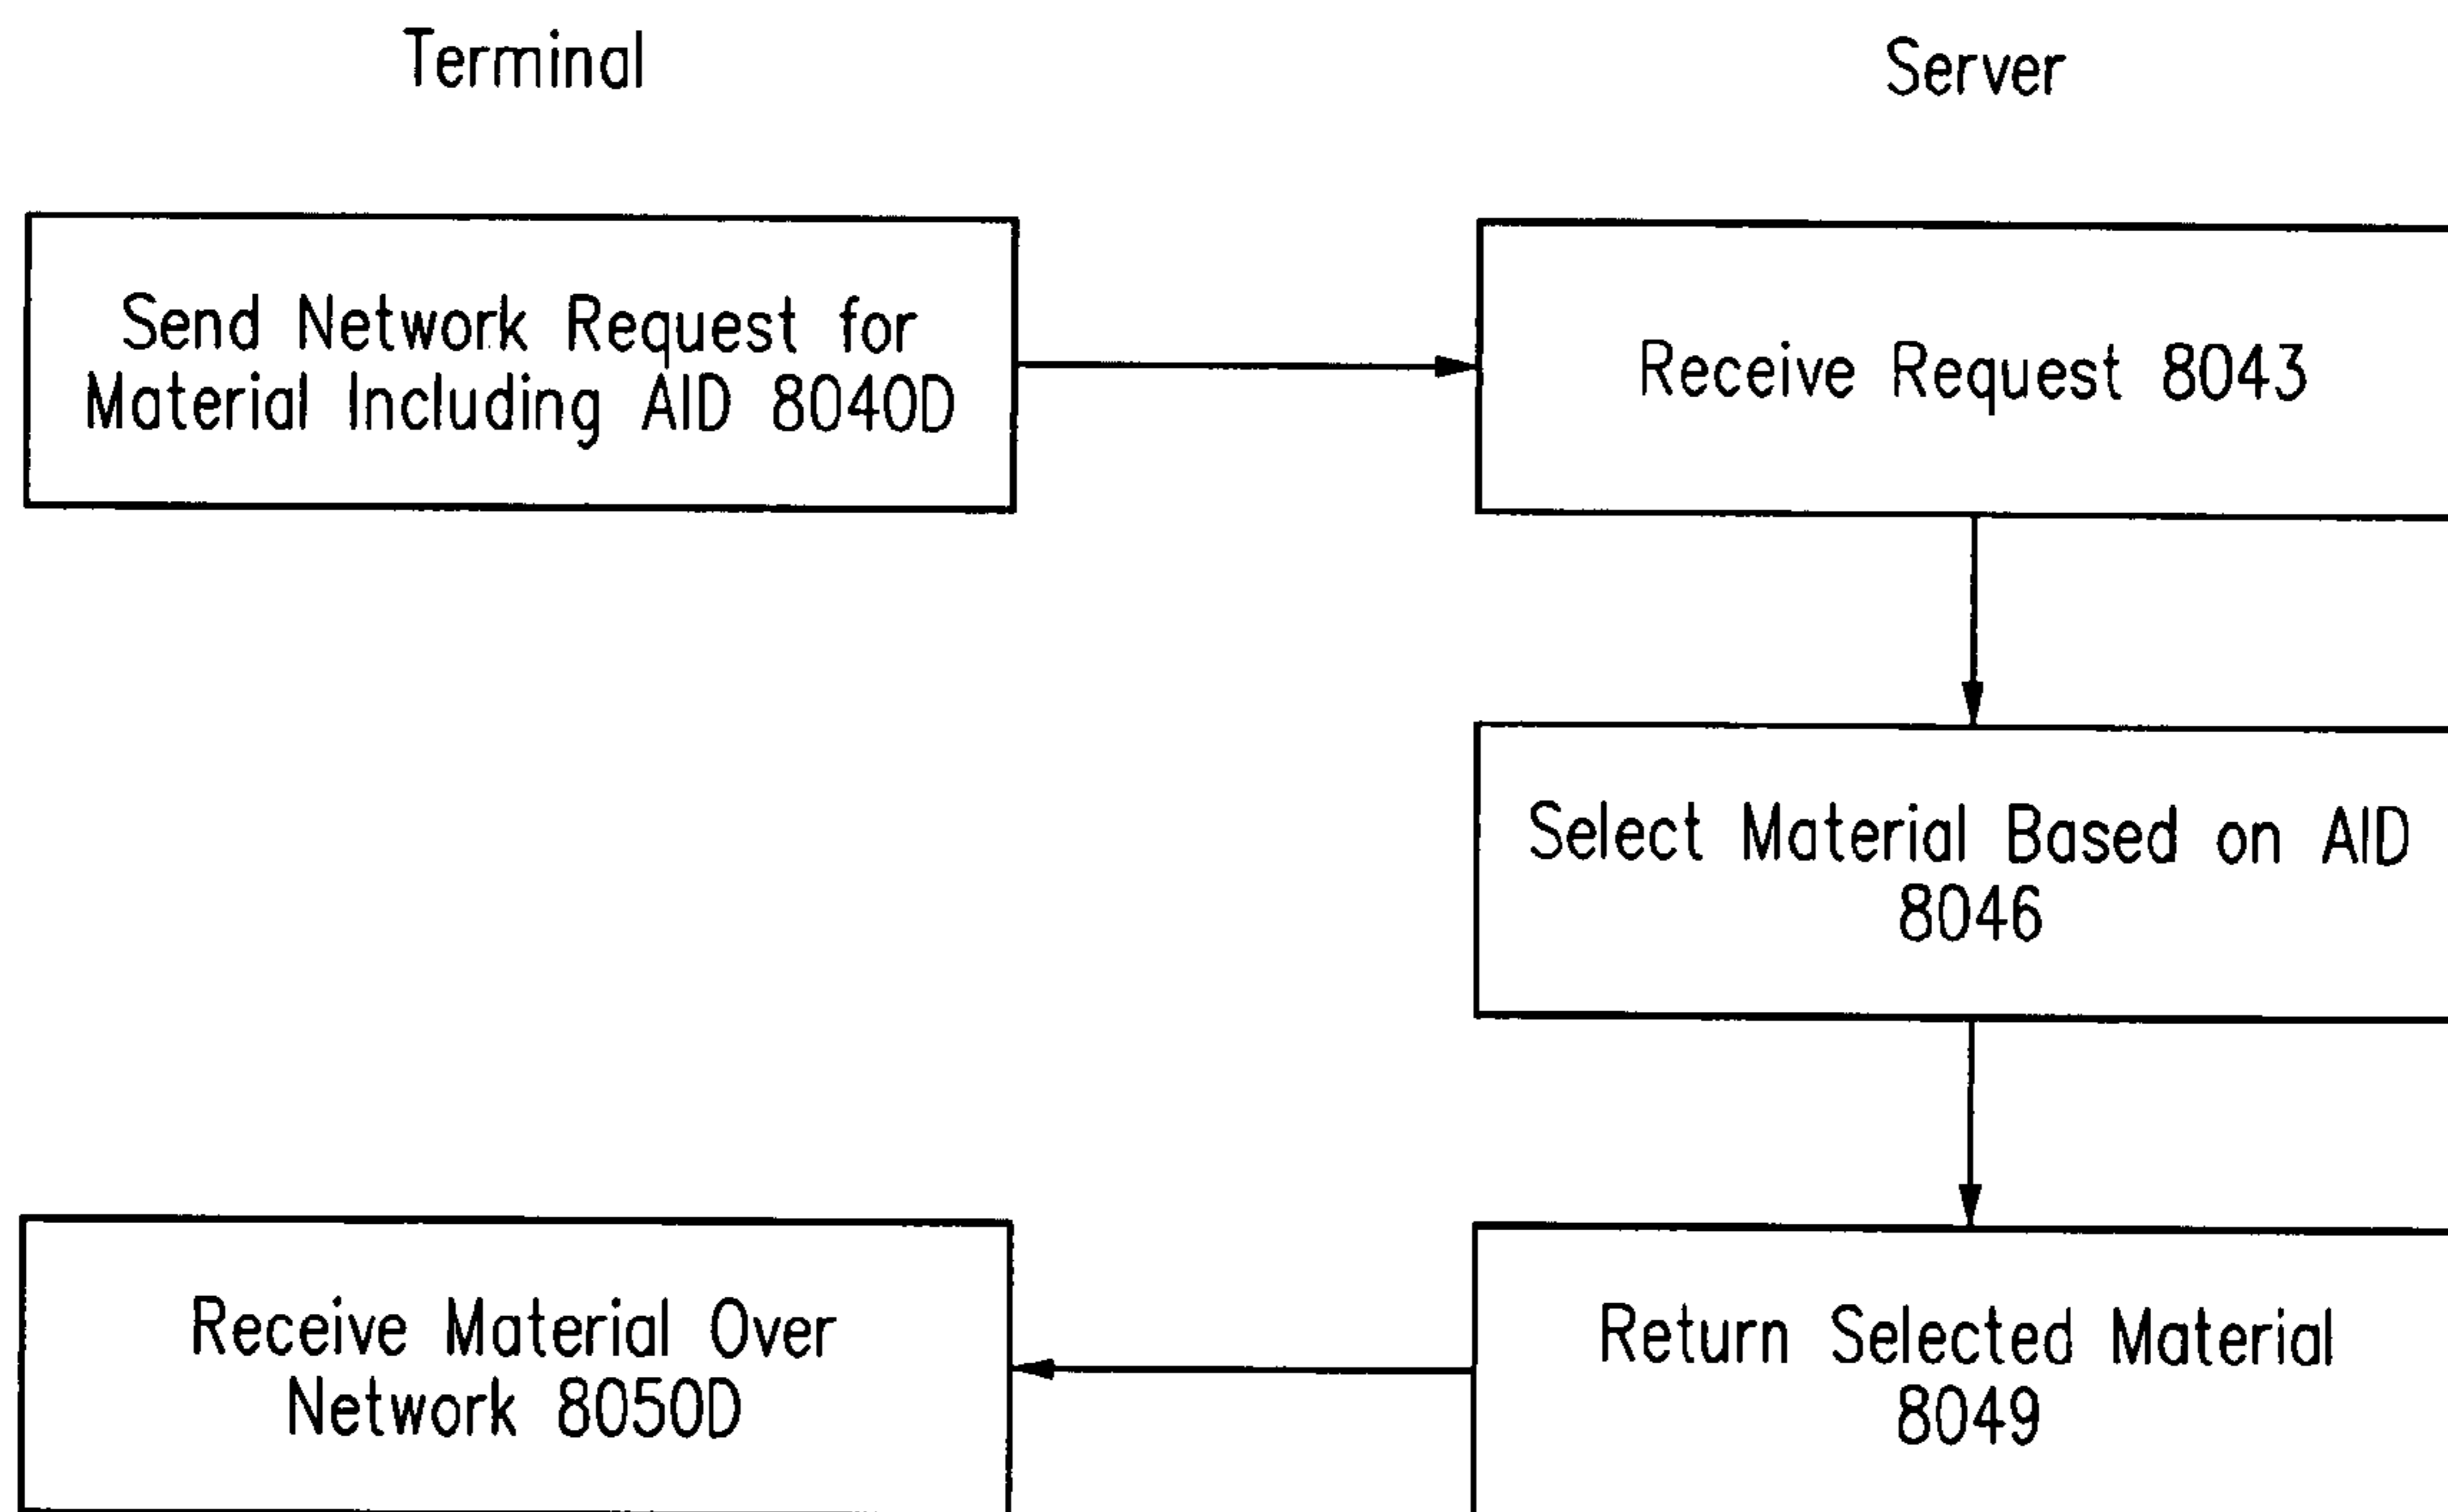 Terminal
Server
Send Network Request for
Material Including AID 8040D
Receive Request 8043
Select Material Based on AID
8046
Receive Material Over
Network 8050D
Return Selected Material
8049